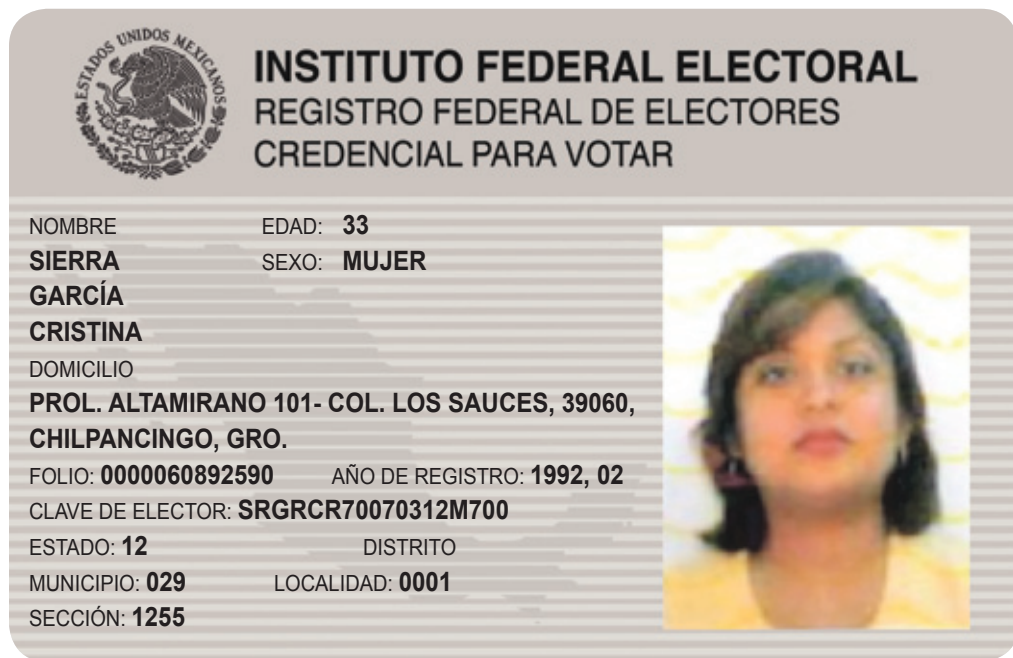 ESTADOS UNIDOS MEXICANOS
INSTITUTO FEDERAL ELECTORAL
REGISTRO FEDERAL DE ELECTORES
CREDENCIAL PARA VOTAR
NOMBRE EDAD: 33
SIERRA SEXO: MUJER
GARCÍA
CRISTINA
DOMICILIO
PROL. ALTAMIRANO 101- COL. LOS SAUCES, 39060,
CHILPANCINGO, GRO.
FOLIO: 0000060892590 AÑO DE REGISTRO: 1992, 02
CLAVE DE ELECTOR: SRGRCR70070312M700
ESTADO: 12 DISTRITO
MUNICIPIO: 029 LOCALIDAD: 0001
SECCIÓN: 1255